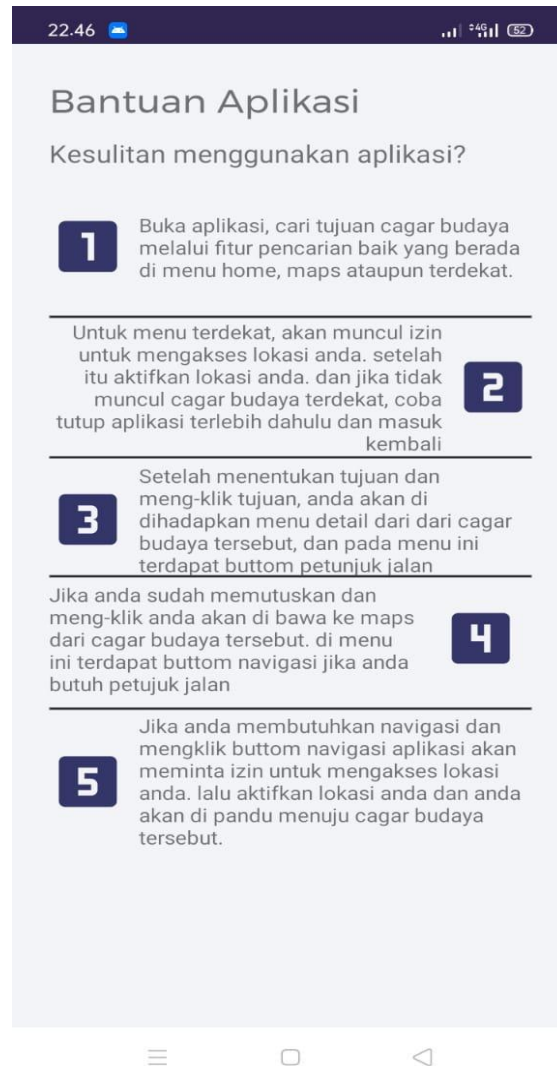 22.46
4G
52
Bantuan Aplikasi
Kesulitan menggunakan aplikasi?
1
Buka aplikasi, cari tujuan cagar budaya
melalui fitur pencarian baik yang berada
di menu home, maps ataupun terdekat.
Untuk menu terdekat, akan muncul izin
untuk mengakses lokasi anda. setelah
itu aktifkan lokasi anda. dan jika tidak
muncul cagar budaya terdekat, coba
tutup aplikasi terlebih dahulu dan masuk
kembali
2
3
Setelah menentukan tujuan dan
meng-klik tujuan, anda akan di
dihadapkan menu detail dari dari cagar
budaya tersebut, dan pada menu ini
terdapat buttom petunjuk jalan
Jika anda sudah memutuskan dan
meng-klik anda akan di bawa ke maps
dari cagar budaya tersebut. di menu
ini terdapat buttom navigasi jika anda
butuh petujuk jalan
4
5
Jika anda membutuhkan navigasi dan
mengklik buttom navigasi aplikasi akan
meminta izin untuk mengakses lokasi
anda. lalu aktifkan lokasi anda dan anda
akan di pandu menuju cagar budaya
tersebut.